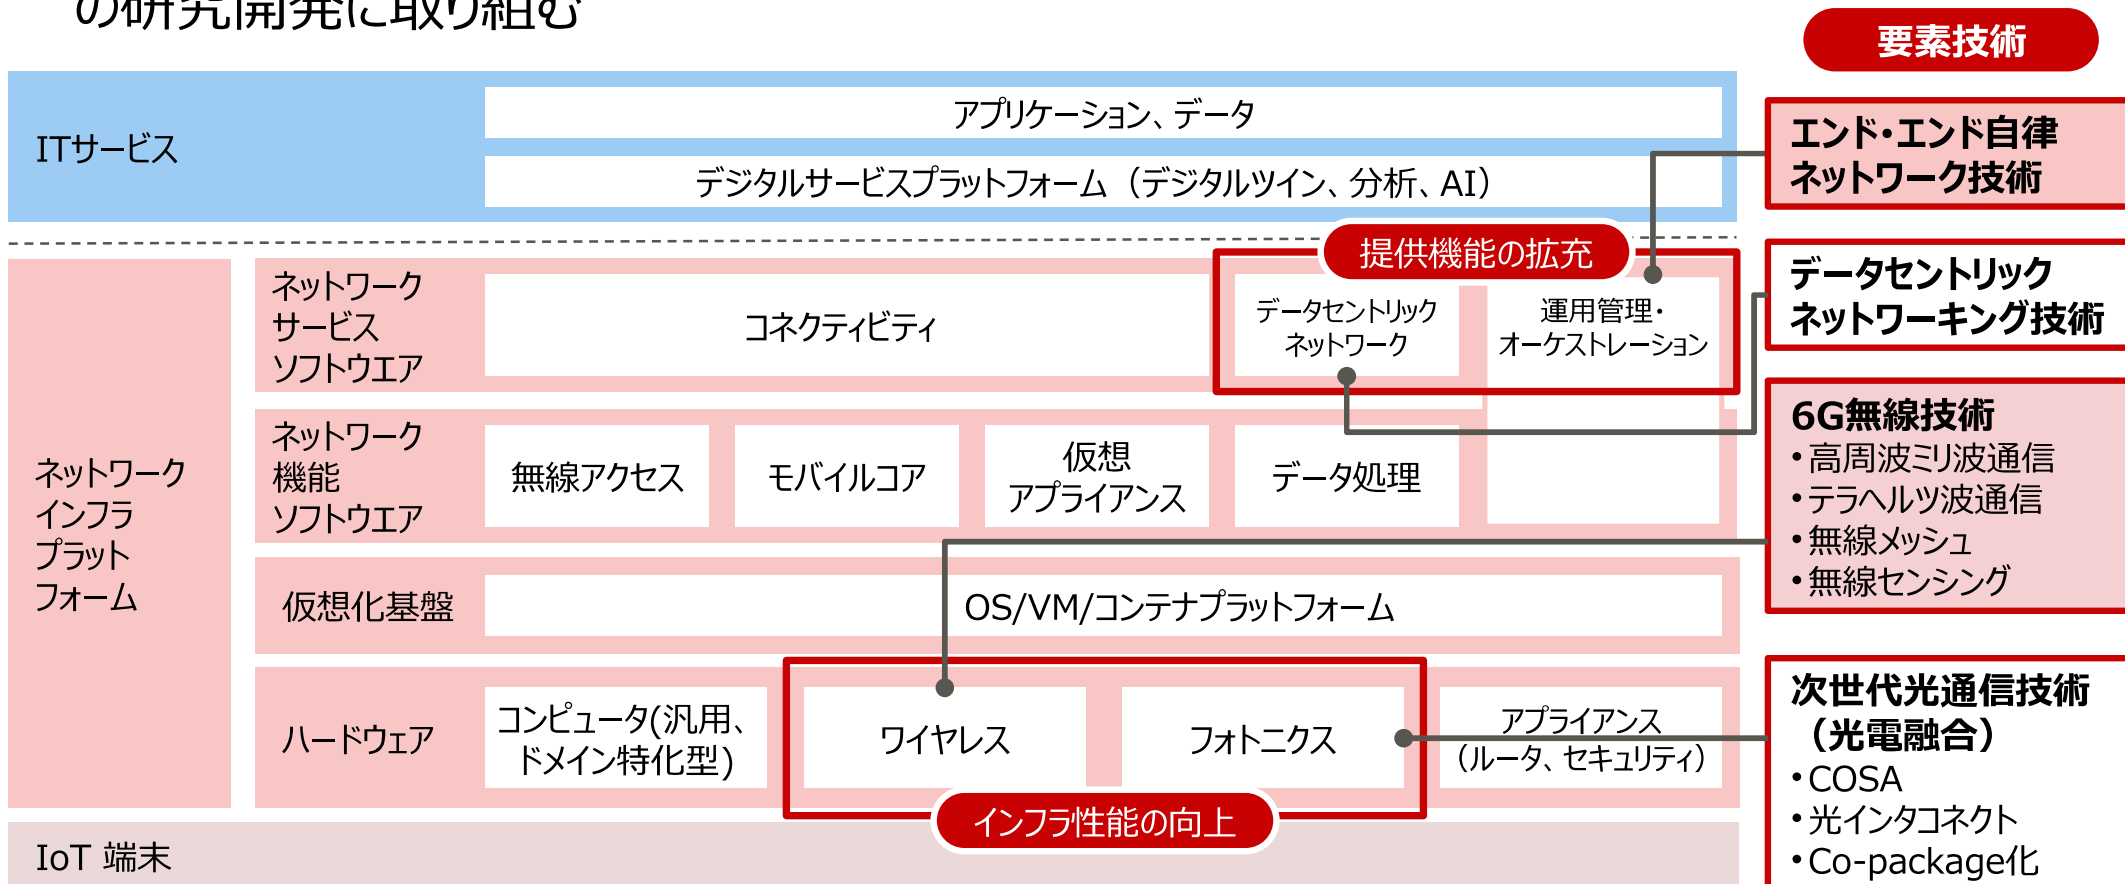 の研究開発に取り組む
要素技術
ITサービス
アプリケーション、データ
デジタルサービスプラットフォーム（デジタルツイン、分析、AI）
エンド・エンド自律
ネットワーク技術
提供機能の拡充
データセントリック
ネットワーキング技術
ネットワーク
サービス
ソフトウエア
コネクティビティ
データセントリック
ネットワーク
運用管理・
オーケストレーション
ネットワーク
インフラ
プラット
フォーム
ネットワーク
機能
ソフトウエア
無線アクセス
モバイルコア
仮想
アプライアンス
データ処理
6G無線技術
•高周波ミリ波通信
•テラヘルツ波通信
•無線メッシュ
•無線センシング
仮想化基盤
OS/VM/コンテナプラットフォーム
ハードウェア
コンピュータ(汎用、
ドメイン特化型)
ワイヤレス
フォトニクス
アプライアンス
（ルータ、セキュリティ）
インフラ性能の向上
次世代光通信技術
（光電融合）
•COSA
•光インタコネクト
•Co-package化
IoT 端末